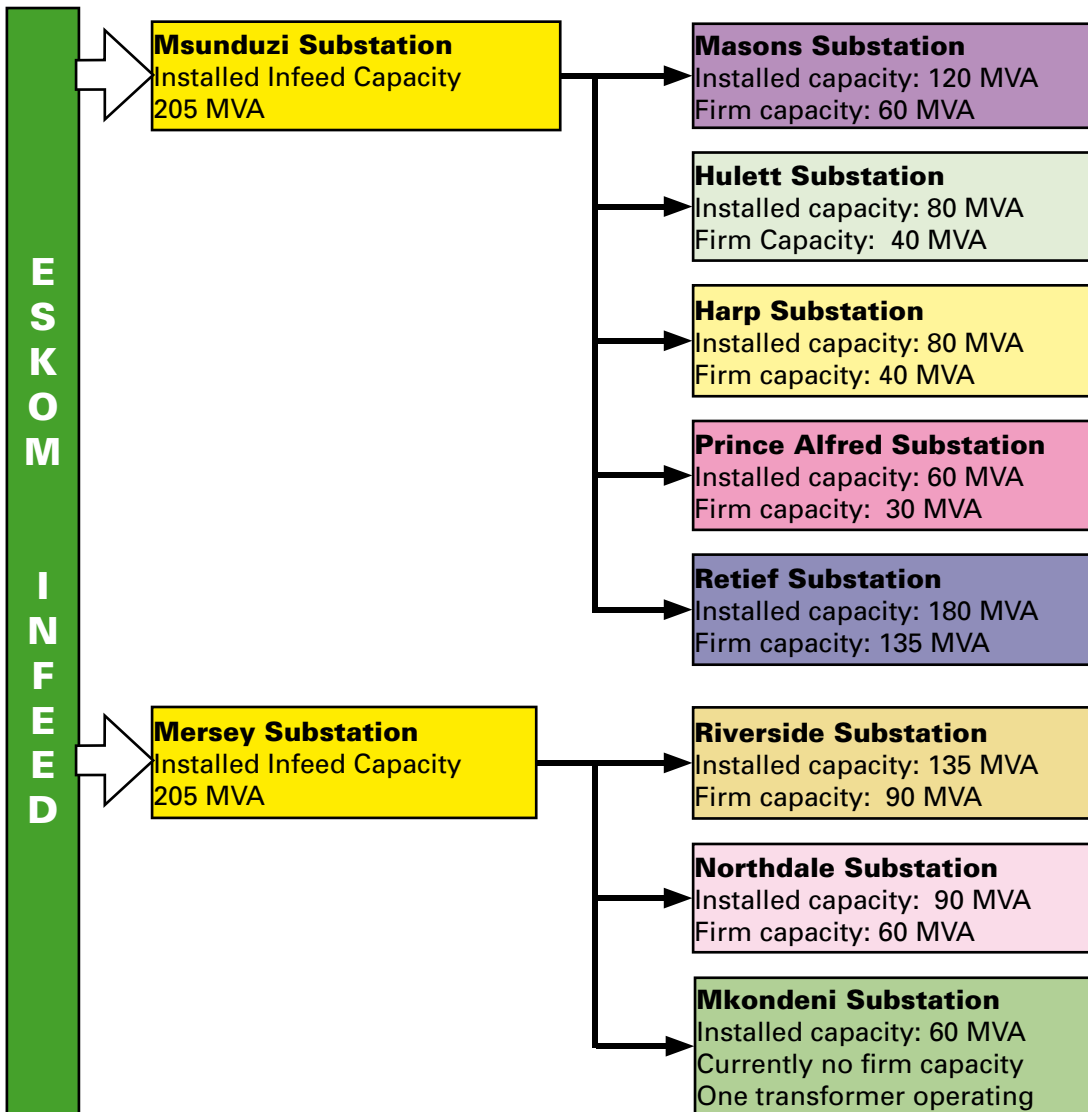 ESKOM INFEED
Msunduzi Substation
Installed Infeed Capacity
205 MVA
Masons Substation
Installed capacity: 120 MVA
Firm capacity: 60 MVA
Hulett Substation
Installed capacity: 80 MVA
Firm Capacity:  40 MVA
Harp Substation
Installed capacity: 80 MVA
Firm capacity: 40 MVA
Prince Alfred Substation
Installed capacity: 60 MVA
Firm capacity:  30 MVA
Retief Substation
Installed capacity: 180 MVA
Firm capacity: 135 MVA
Mersey Substation
Installed Infeed Capacity
205 MVA
Riverside Substation
Installed capacity: 135 MVA
Firm capacity:  90 MVA
Northdale Substation
Installed capacity:  90 MVA
Firm capacity: 60 MVA
Mkondeni Substation
Installed capacity: 60 MVA
Currently no firm capacity
One transformer operating